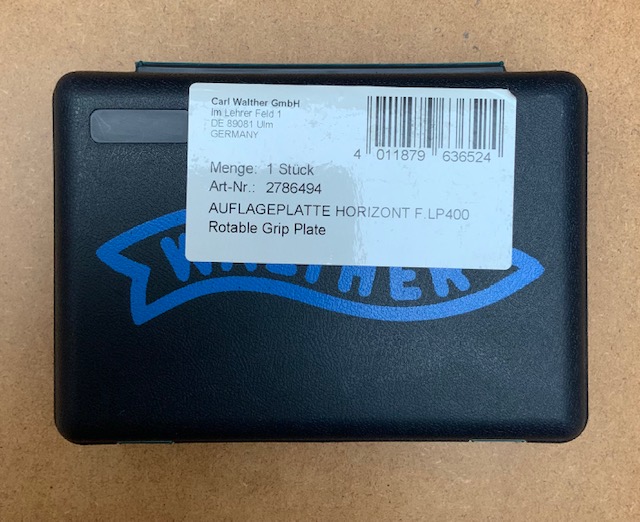 Carl Walther GmbH
Im Lehrer Feld 1
DE 89081 Ulm
GERMANY
4 011879 636524
Menge: 1 Stück
Art-Nr.: 2786494
AUFLAGEPLATTE HORIZONT F.LP400
Rotable Grip Plate
WALTHER